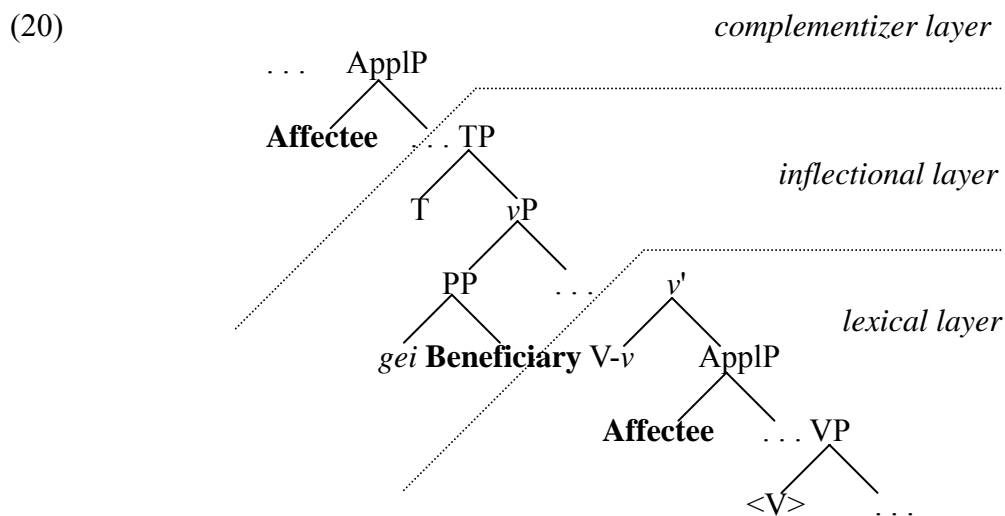 (20)
complementizer layer
. . . ApplP
Affectee . . . TP
inflectional layer
T vP
PP . . . v'
lexical layer
gei Beneficiary V-v ApplP
Affectee . . . VP
<V> . . .